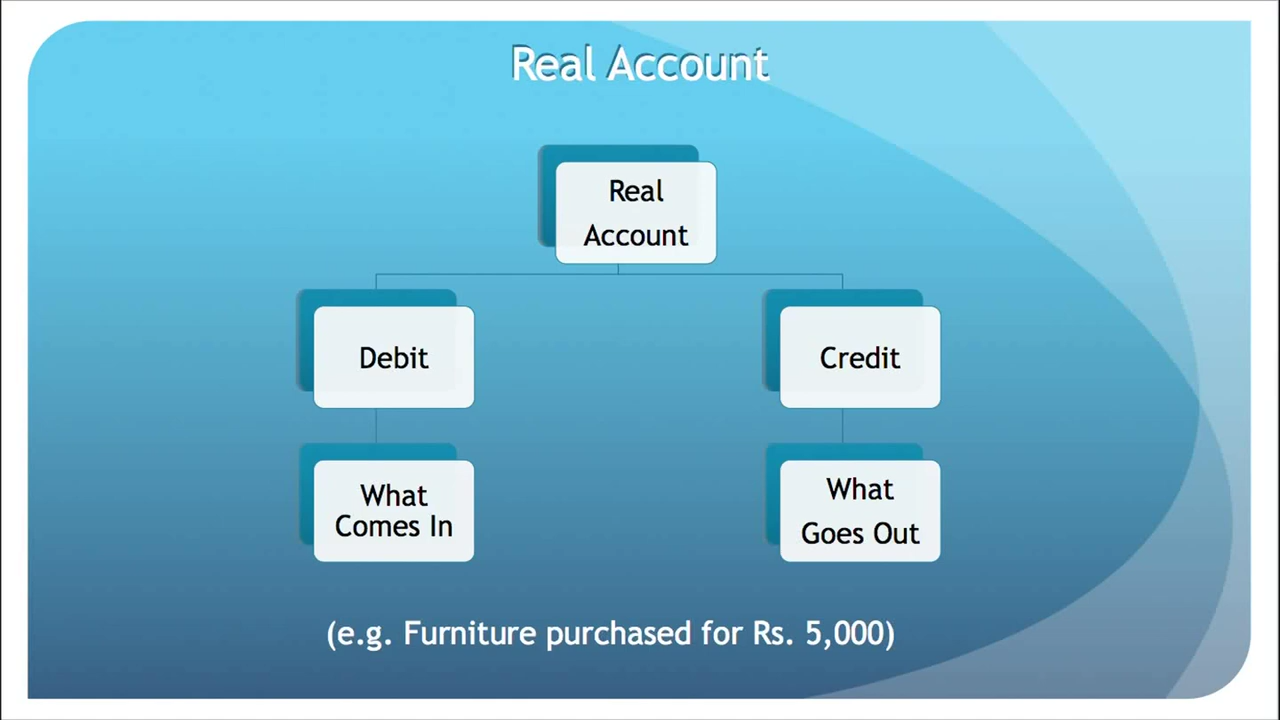 Real Account
Real
Account
Debit
Credit
What
Comes In
What
Goes Out
(e.g. Furniture purchased for Rs. 5,000)